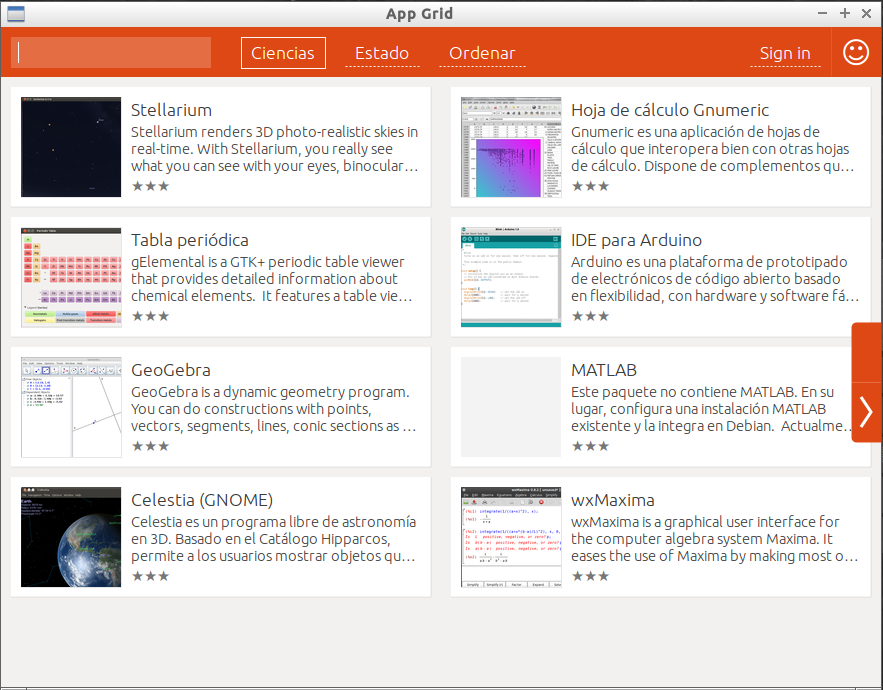 App Grid
Ciencias Estado Ordenar Sign in
Stellarium
Stellarium renders 3D photo-realistic skies in
real-time. With Stellarium, you really see
what you can see with your eyes, binocular…
★★★
Hoja de cálculo Gnumeric
Gnumeric es una aplicación de hojas de
cálculo que interopera bien con otras hojas
de cálculo. Dispone de complementos qu…
★★★
Tabla periódica
gElemental is a GTK+ periodic table viewer
that provides detailed information about
chemical elements.  It features a table vie…
★★★
IDE para Arduino
Arduino es una plataforma de prototipado
de electrónicos de código abierto basado
en flexibilidad, con hardware y software fá…
★★★
GeoGebra
GeoGebra is a dynamic geometry program.
You can do constructions with points,
vectors, segments, lines, conic sections as …
★★★
MATLAB
Este paquete no contiene MATLAB. En su
lugar, configura una instalación MATLAB
existente y la integra en Debian.  Actualme…
★★★
Celestia (GNOME)
Celestia es un programa libre de astronomía
en 3D. Basado en el Catálogo Hipparcos,
permite a los usuarios mostrar objetos qu…
★★★
wxMaxima
wxMaxima is a graphical user interface for
the computer algebra system Maxima. It
eases the use of Maxima by making most o…
★★★